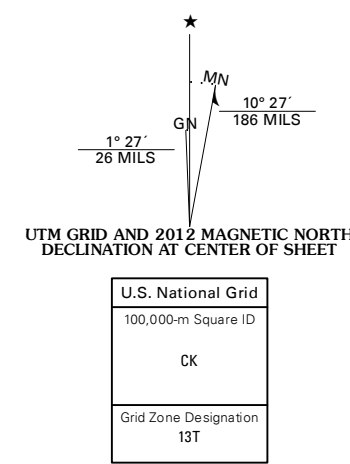 ★
MN
GN
10° 27´
186 MILS
1° 27´
26 MILS
UTM GRID AND 2012 MAGNETIC NORTH
DECLINATION AT CENTER OF SHEET
U.S. National Grid
100,000-m Square ID
CK
Grid Zone Designation
13T